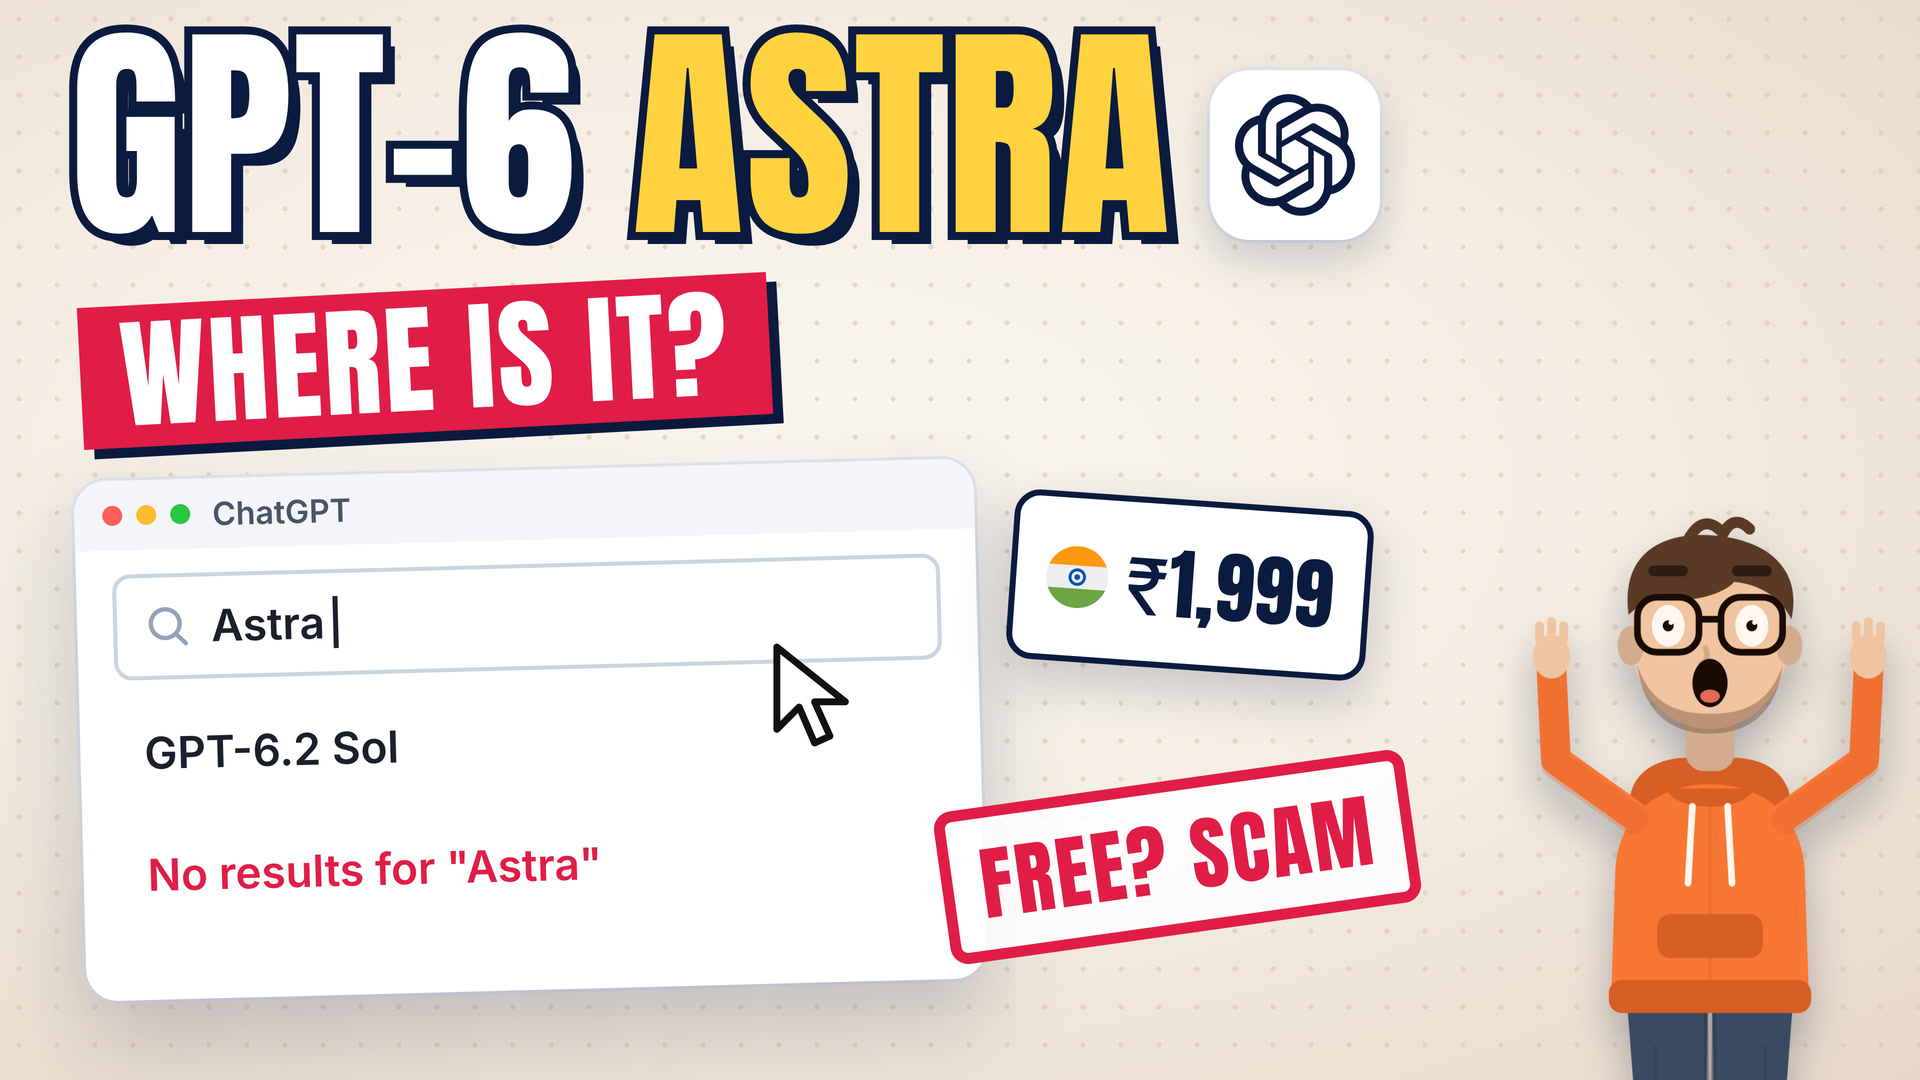 GPT-6 ASTRA
WHERE IS IT?
ChatGPT
Astra
GPT-6.2 Sol
No results for "Astra"
₹1,999
FREE? SCAM